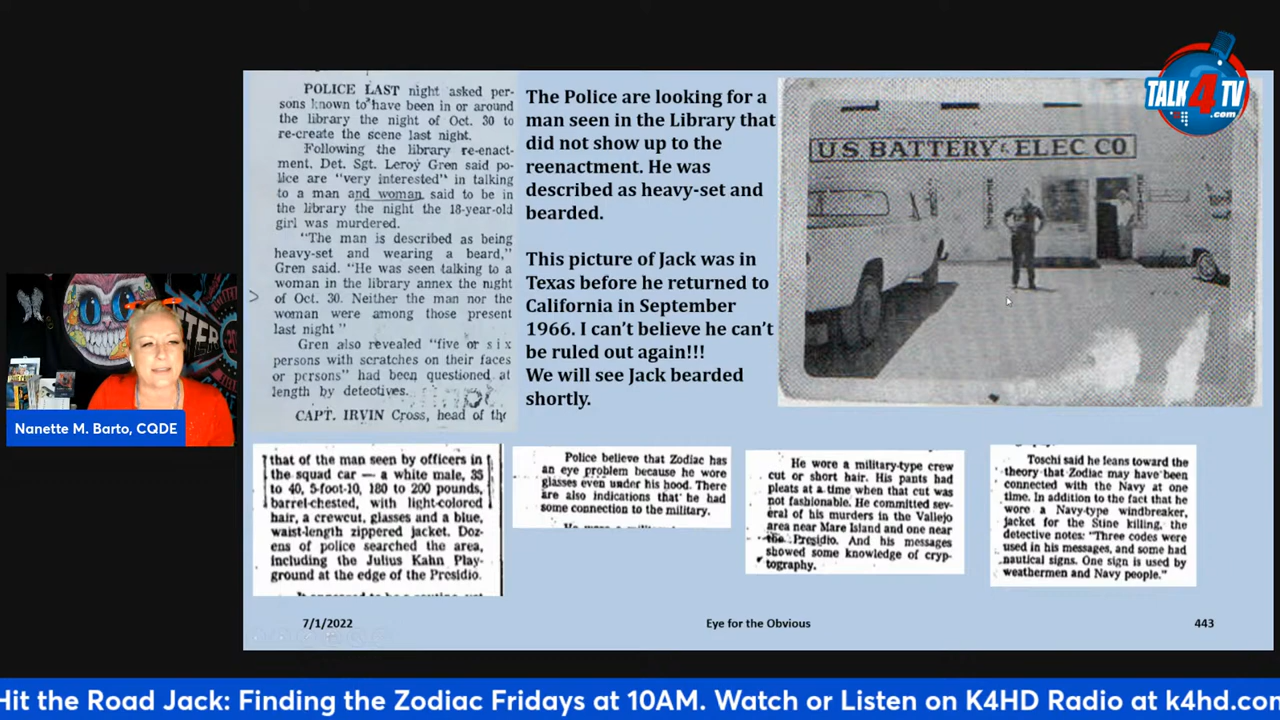 TALK 4 TV
.com
POLICE LAST night asked per-
sons known to have been in or around
the library the night of Oct. 30 to
re-create the scene last night.
Following the library re-enact-
ment, Det. Sgt. Leroy Gren said po-
lice are "very interested" in talking
to a man and woman said to be in
the library the night the 18-year-old
girl was murdered.
"The man is described as being
heavy-set and wearing a beard,"
Gren said. "He was seen talking to a
woman in the library annex the night
of Oct. 30. Neither the man nor the
woman were among those present
last night"
Gren also revealed "five or six
persons with scratches on their faces
or persons" had been questioned at
length by detectives.
CAPT. IRVIN Cross, head of the
The Police are looking for a
man seen in the Library that
did not show up to the
reenactment. He was
described as heavy-set and
bearded.
This picture of Jack was in
Texas before he returned to
California in September
1966. I can't believe he can't
be ruled out again!!!
We will see Jack bearded
shortly.
U.S BATTERY & ELEC CO.
Nanette M. Barto, CQDE
that of the man seen by officers in
the squad car — a white male, 35
to 40, 5-foot-10, 180 to 200 pounds,
barrel-chested, with light-colored
hair, a crewcut, glasses and a blue,
waist-length zippered jacket. Doz-
ens of police searched the area,
including the Julius Kahn Play-
ground at the edge of the Presidio.
Police believe that Zodiac has
an eye problem because he wore
glasses even under his hood. There
are also indications that he had
some connection to the military.
He wore a military-type crew
cut or short hair. His pants had
pleats at a time when that cut was
not fashionable. He committed sev-
eral of his murders in the Vallejo
area near Mare Island and one near
the Presidio. And his messages
showed some knowledge of cryp-
tography.
Toschi said he leans toward the
theory that Zodiac may have been
connected with the Navy at one
time. In addition to the fact that he
wore a Navy-type windbreaker,
jacket for the Stine killing, the
detective notes: "Three codes were
used in his messages, and some had
nautical signs. One sign is used by
weathermen and Navy people."
7/1/2022
Eye for the Obvious
443
Hit the Road Jack: Finding the Zodiac Fridays at 10AM. Watch or Listen on K4HD Radio at k4hd.com